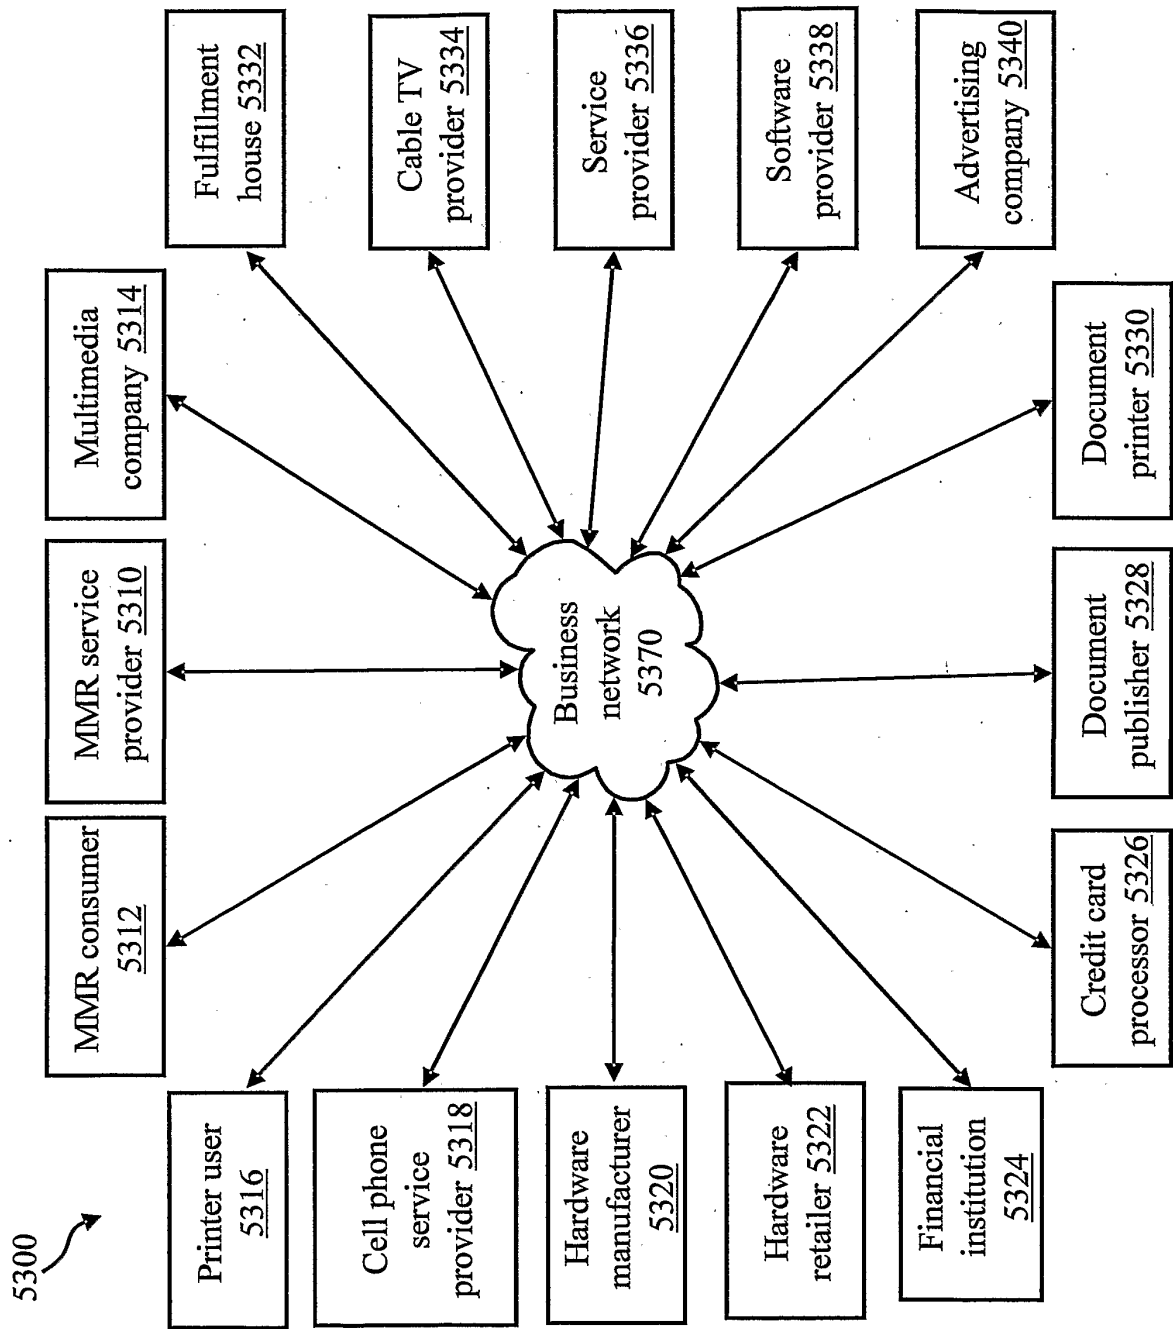 5300
MMR consumer
5312
MMR service
provider 5310
Multimedia
company 5314
Printer user
5316
Fulfillment
house 5332
Cell phone
service
provider 5318
Cable TV
provider 5334
Hardware
manufacturer
5320
Business
network
5370
Service
provider 5336
Hardware
retailer 5322
Software
provider 5338
Financial
institution
5324
Advertising
company 5340
Credit card
processor 5326
Document
publisher 5328
Document
printer 5330